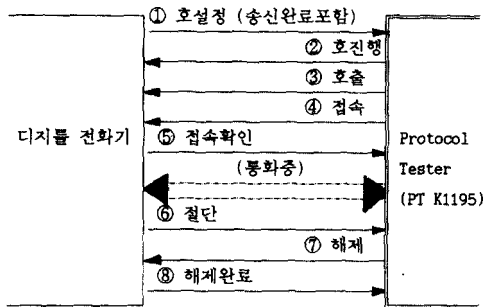 ① 호설정 (송신완료포함)
② 호진행
③ 호출
④ 접속
디지틀 전화기
⑤ 접속확인
Protocol
Tester
(PT K1195)
(통화중)
⑥ 절단
⑦ 해제
⑧ 해제완료